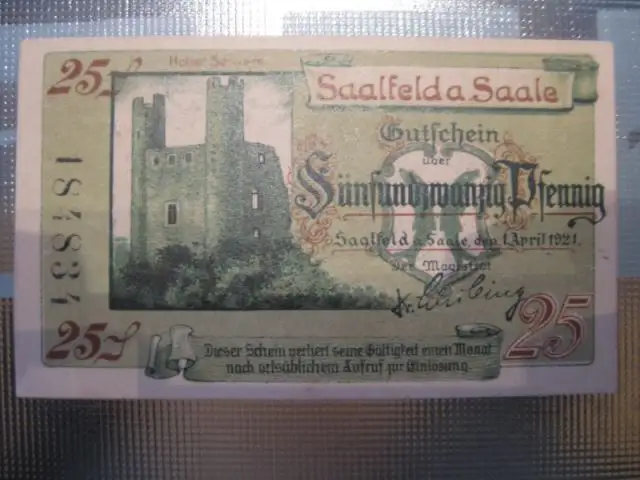 25₰
Hoher Schwarm
Saalfeld a Saale
Gutschein
über
Fünfundzwanzig Pfennig
Saalfeld a. Saale, den 1. April 1921.
Der Magistrat
184834
25₰
25
Dieser Schein verliert seine Gültigkeit einen Monat
nach ortsüblichem Aufruf zur Einlösung.